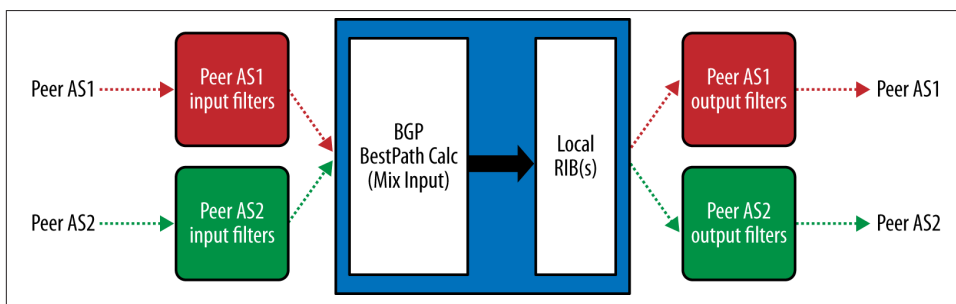 Peer AS1
Peer AS1
input filters
Peer AS2
Peer AS2
input filters
BGP
BestPath Calc
(Mix Input)
Local
RIB(s)
Peer AS1
output filters
Peer AS1
Peer AS2
output filters
Peer AS2